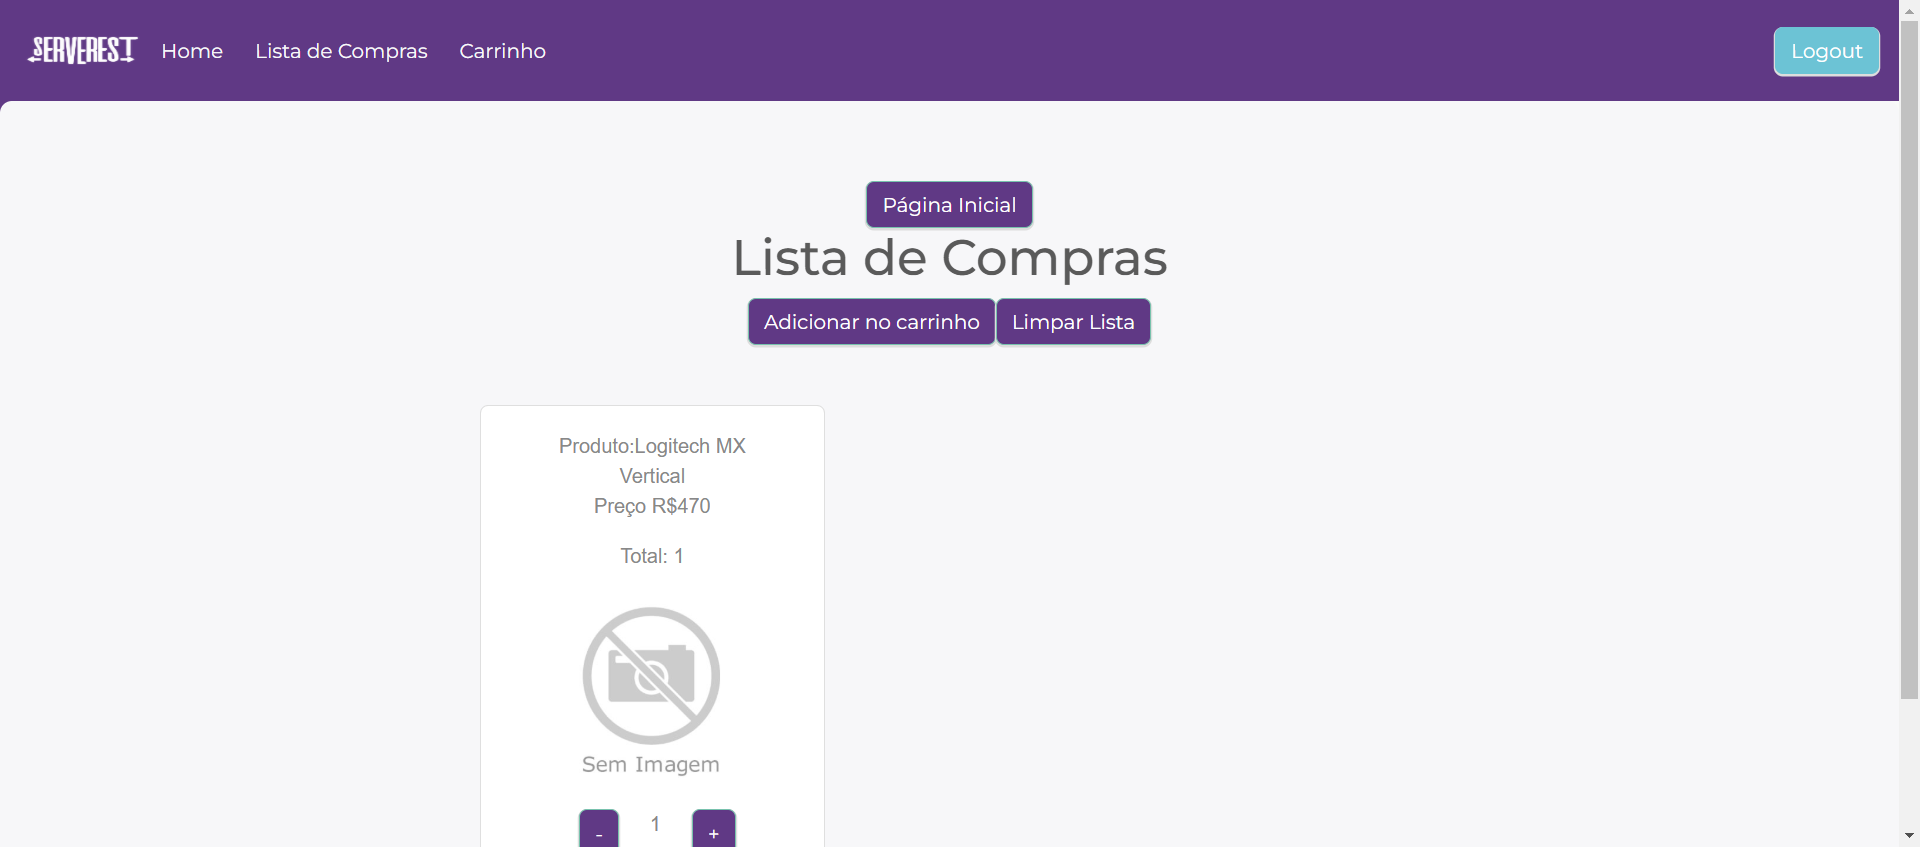 SERVEREST Home Lista de Compras Carrinho Logout
Página Inicial
Lista de Compras
Adicionar no carrinho Limpar Lista
Produto:Logitech MX
Vertical
Preço R$470
Total: 1
Sem Imagem
- 1 +